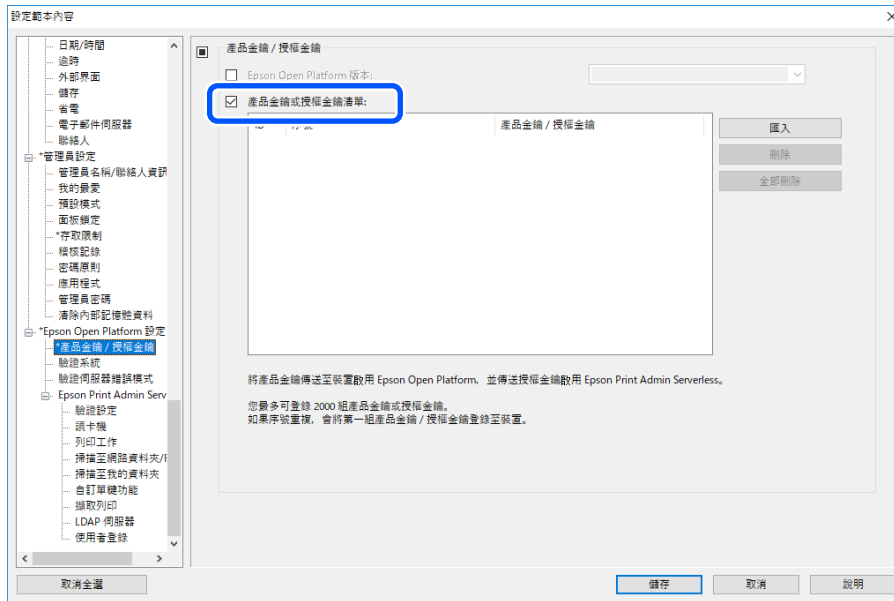 設定範本內容
日期/時間
逾時
外部界面
儲存
省電
電子郵件伺服器
聯絡人
*管理員設定
管理員名稱/聯絡人資訊
我的最愛
預設模式
面板鎖定
*存取限制
稽核記錄
密碼原則
應用程式
管理員密碼
清除內部記憶體資料
*Epson Open Platform 設定
*產品金鑰 / 授權金鑰
驗證系統
驗證伺服器錯誤模式
Epson Print Admin Serv
驗證設定
讀卡機
列印工作
掃描至網路資料夾/F
掃描至我的資料夾
自訂單鍵功能
擷取列印
LDAP 伺服器
使用者登錄
取消全選
產品金鑰 / 授權金鑰
Epson Open Platform 版本:
產品金鑰或授權金鑰清單:
ID 序號 產品金鑰 / 授權金鑰
匯入
刪除
全部刪除
將產品金鑰傳送至裝置啟用 Epson Open Platform，並傳送授權金鑰啟用 Epson Print Admin Serverless。
您最多可登錄 2000 組產品金鑰或授權金鑰。
如果序號重複，會將第一組產品金鑰 / 授權金鑰登錄至裝置。
儲存
取消
說明